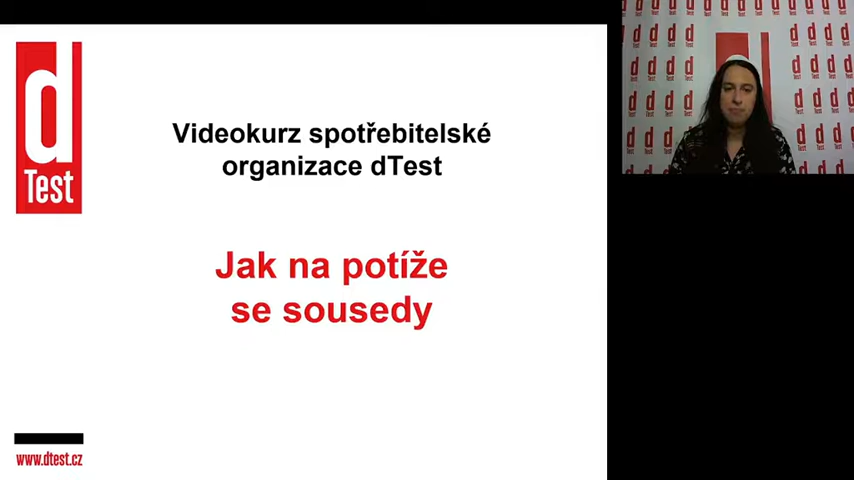 d
Test
Videokurz spotřebitelské
organizace dTest
Jak na potíže
se sousedy
www.dtest.cz